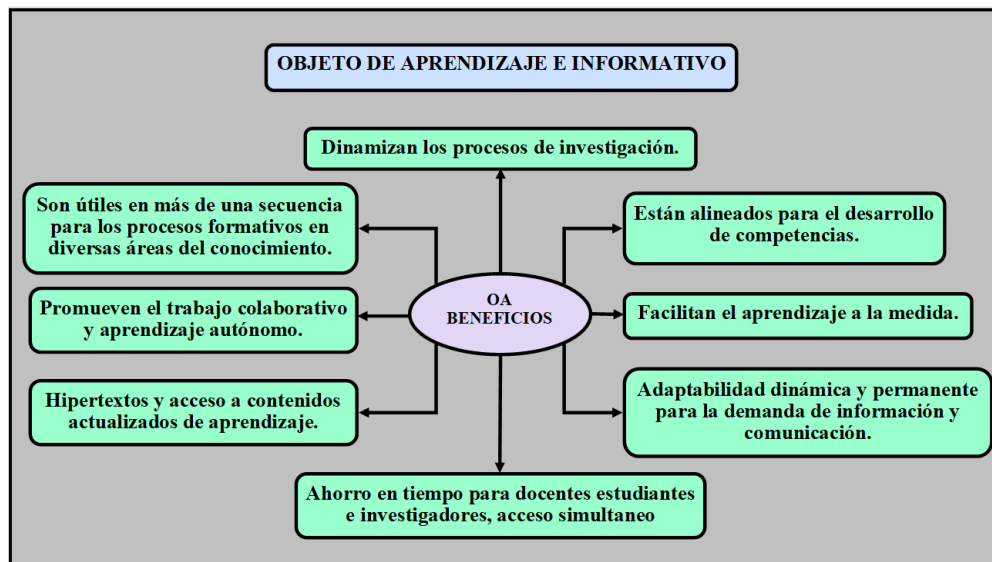 OBJETO DE APRENDIZAJE E INFORMATIVO
Dinamizan los procesos de investigación.
Son útiles en más de una secuencia
para los procesos formativos en
diversas áreas del conocimiento.
Están alineados para el desarrollo
de competencias.
OA
BENEFICIOS
Promueven el trabajo colaborativo
y aprendizaje autónomo.
Facilitan el aprendizaje a la medida.
Hipertextos y acceso a contenidos
actualizados de aprendizaje.
Adaptabilidad dinámica y permanente
para la demanda de información y
comunicación.
Ahorro en tiempo para docentes estudiantes
e investigadores, acceso simultaneo